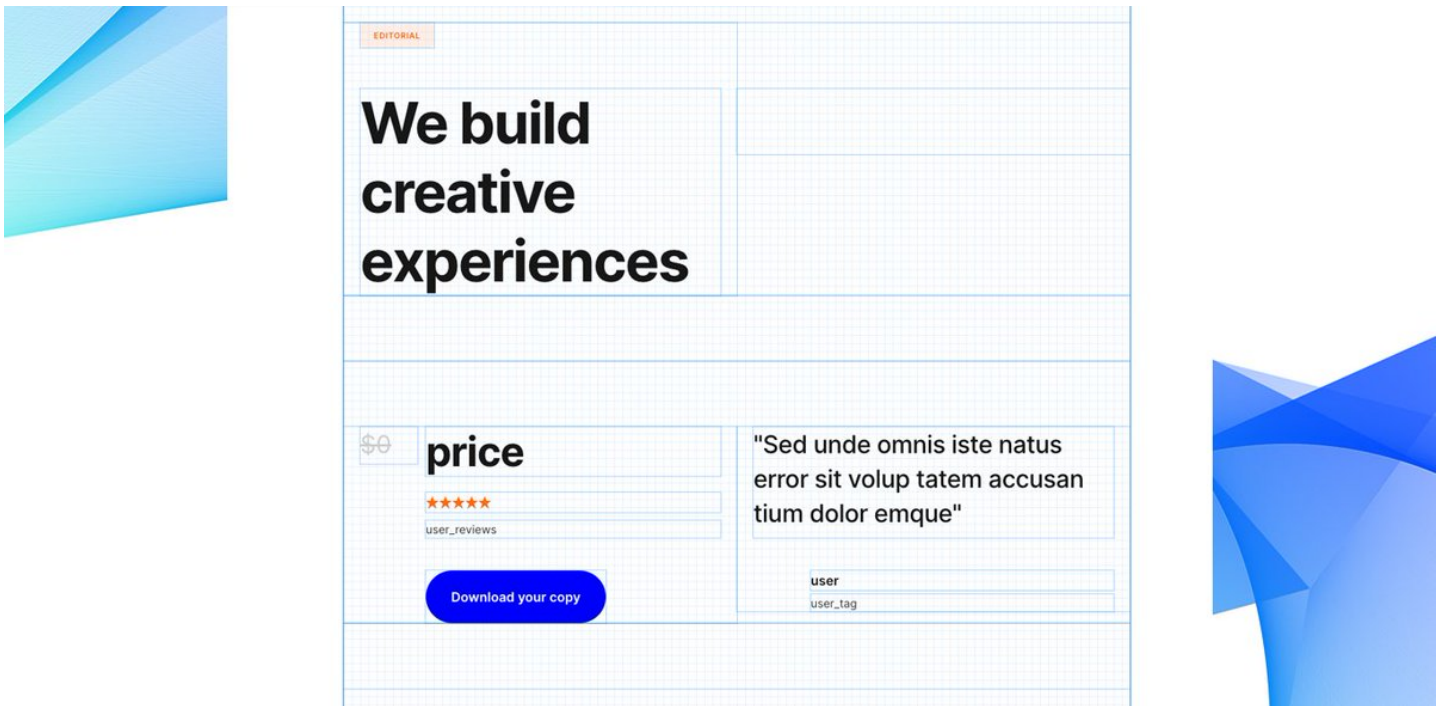 EDITORIAL
We build
creative
experiences
$0
price
★★★★★
user_reviews
Download your copy
"Sed unde omnis iste natus
error sit volup tatem accusan
tium dolor emque"
user
user_tag